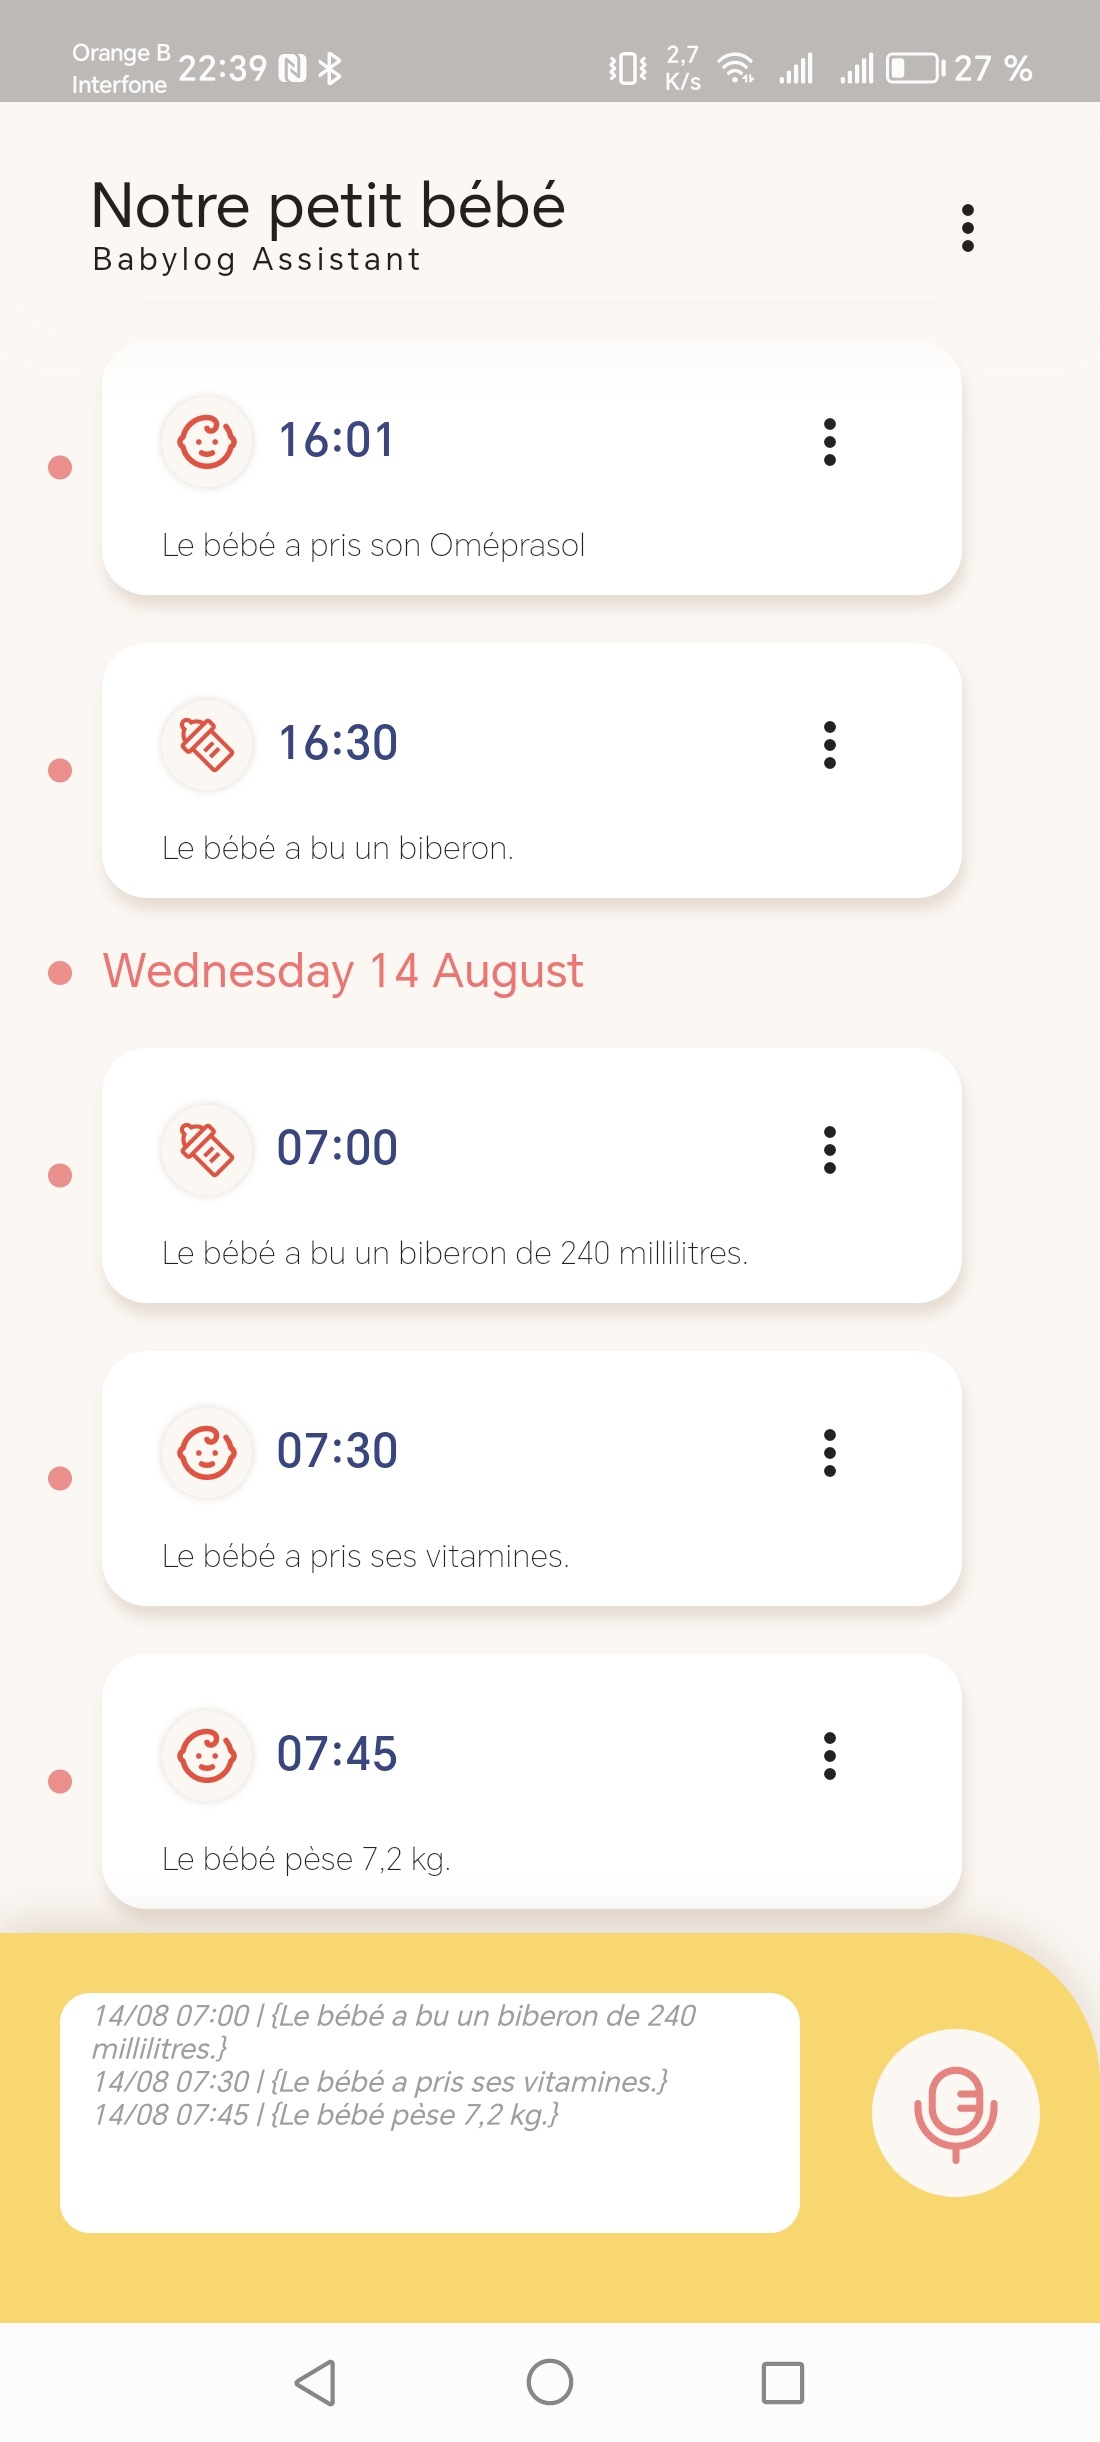 Orange B
Interfone
22:39
2,7
K/s
27 %
Notre petit bébé
Babylog Assistant
16:01
Le bébé a pris son Oméprasol
16:30
Le bébé a bu un biberon.
Wednesday 14 August
07:00
Le bébé a bu un biberon de 240 millilitres.
07:30
Le bébé a pris ses vitamines.
07:45
Le bébé pèse 7,2 kg.
14/08 07:00 | {Le bébé a bu un biberon de 240
millilitres.}
14/08 07:30 | {Le bébé a pris ses vitamines.}
14/08 07:45 | {Le bébé pèse 7,2 kg.}